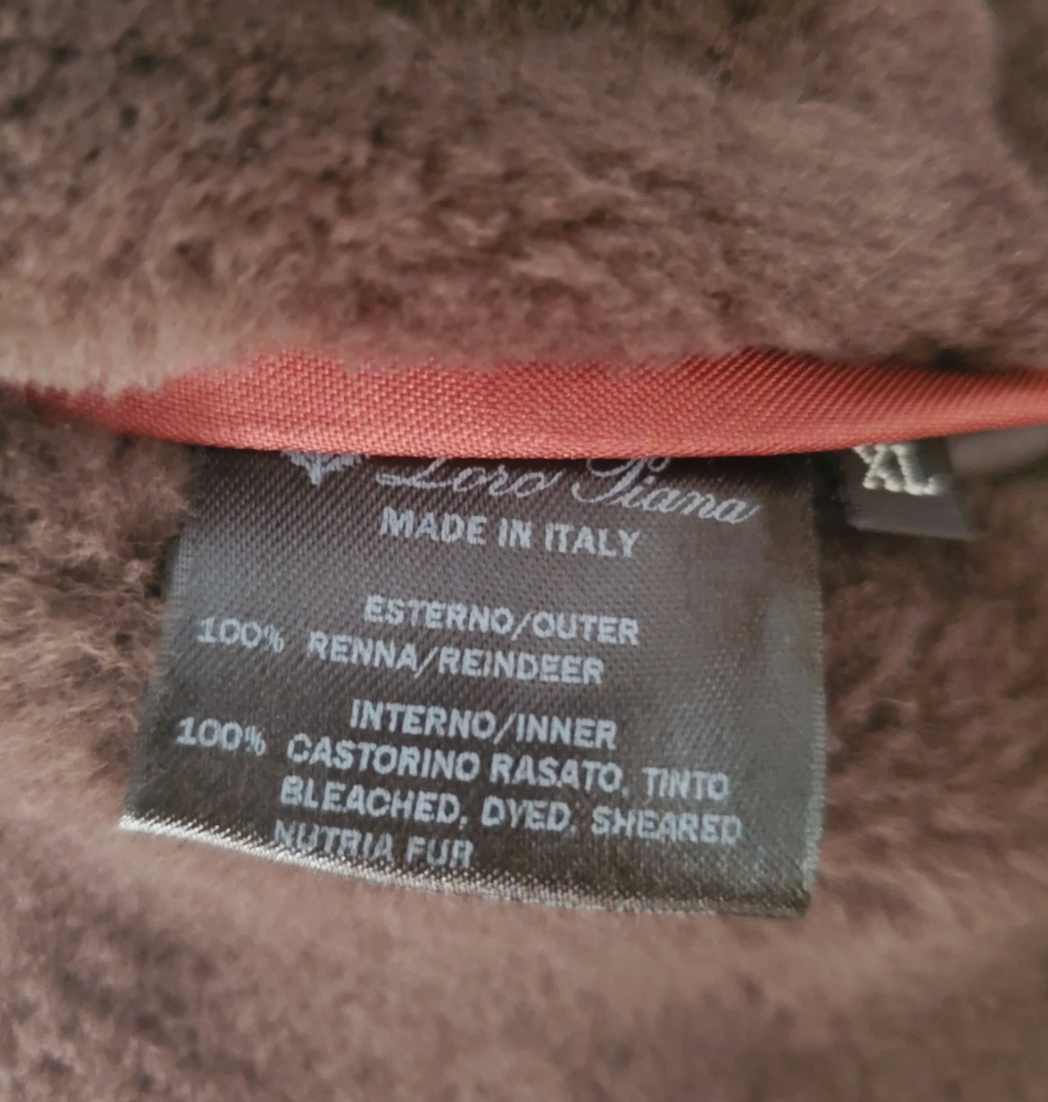 Loro Piana
XL
MADE IN ITALY
ESTERNO/OUTER
100% RENNA/REINDEER
INTERNO/INNER
100% CASTORINO RASATO, TINTO
BLEACHED, DYED, SHEARED
NUTRIA FUR